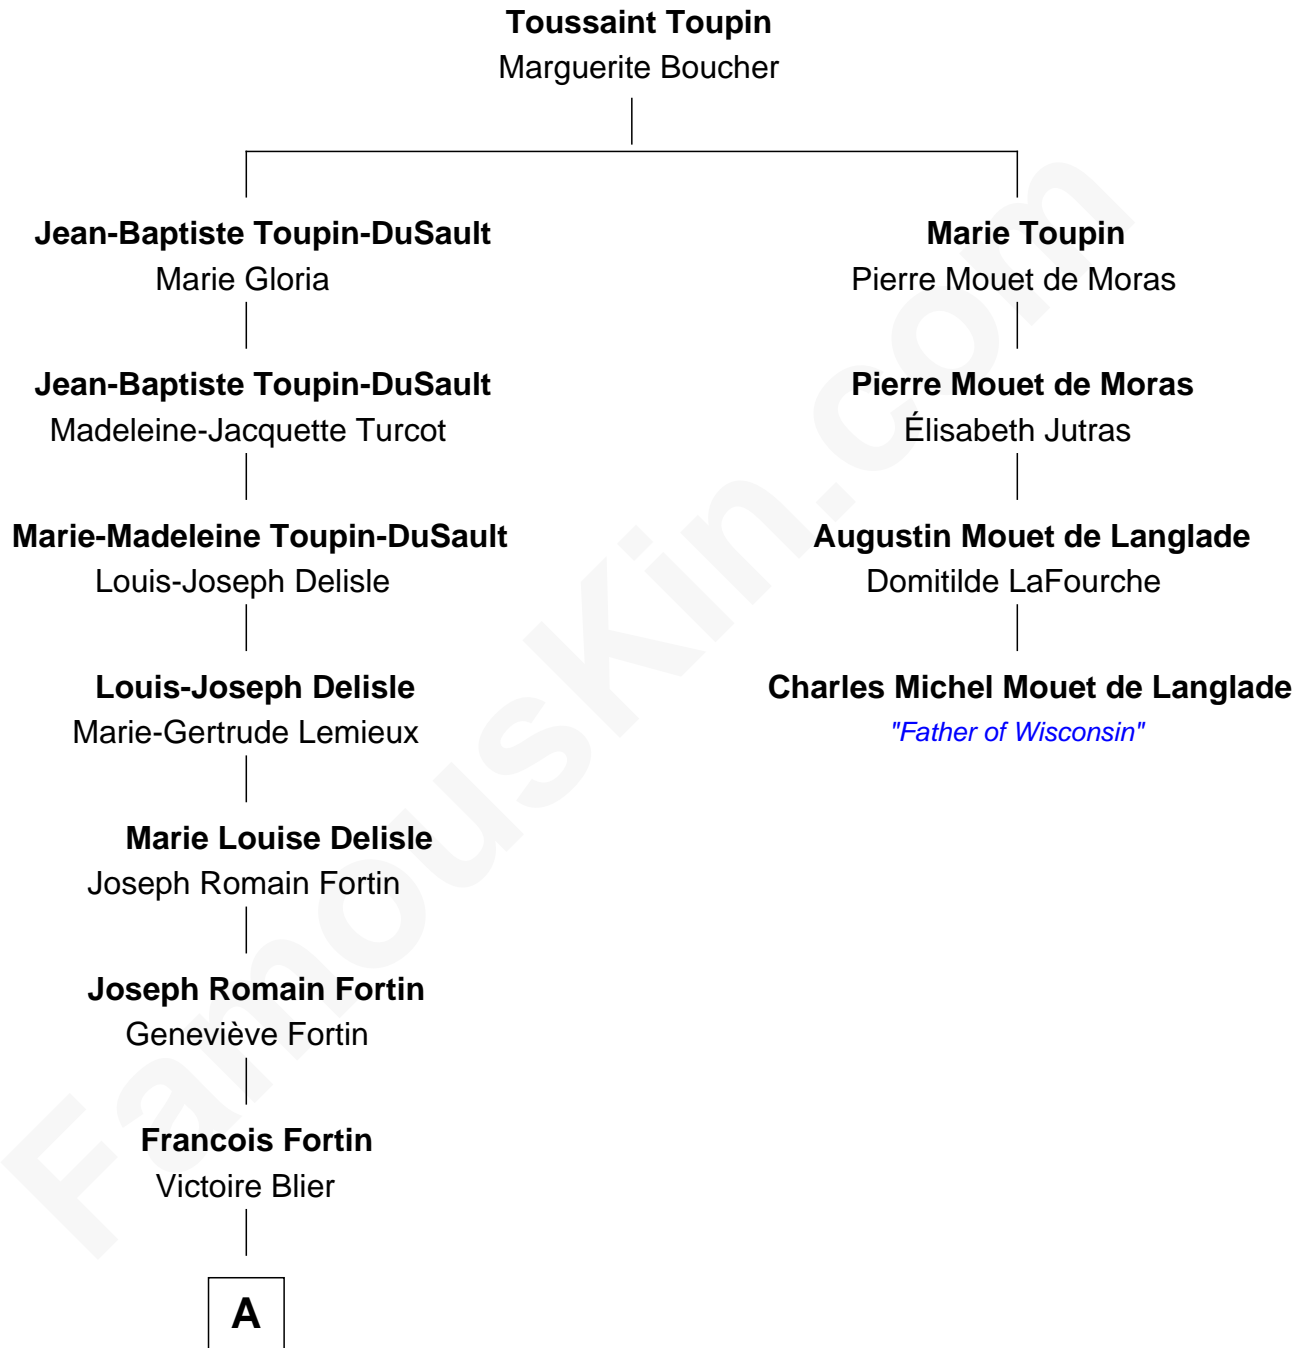 Toussaint Toupin
Marguerite Boucher
Jean-Baptiste Toupin-DuSault
Marie Gloria
Marie Toupin
Pierre Mouet de Moras
Jean-Baptiste Toupin-DuSault
Madeleine-Jacquette Turcot
Pierre Mouet de Moras
Élisabeth Jutras
Marie-Madeleine Toupin-DuSault
Louis-Joseph Delisle
Augustin Mouet de Langlade
Domitilde LaFourche
Louis-Joseph Delisle
Marie-Gertrude Lemieux
Charles Michel Mouet de Langlade
"Father of Wisconsin"
Marie Louise Delisle
Joseph Romain Fortin
Joseph Romain Fortin
Geneviève Fortin
Francois Fortin
Victoire Blier
A
FamousKin.com